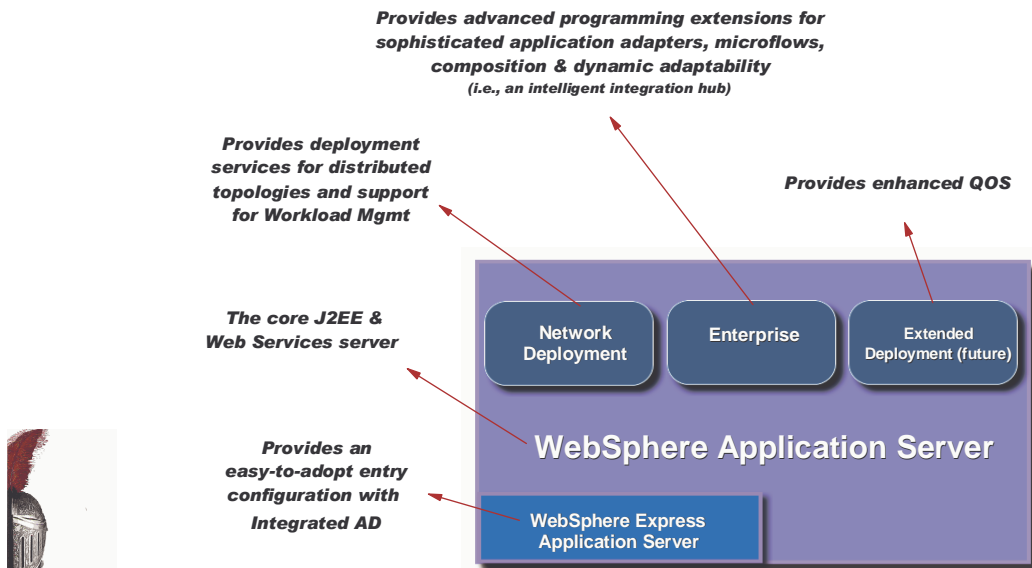 Provides advanced programming extensions for
sophisticated application adapters, microflows,
composition & dynamic adaptability
(i.e., an intelligent integration hub)
Provides deployment
services for distributed
topologies and support
for Workload Mgmt
Provides enhanced QOS
The core J2EE &
Web Services server
Network
Deployment
Enterprise
Extended
Deployment (future)
WebSphere Application Server
Provides an
easy-to-adopt entry
configuration with
Integrated AD
WebSphere Express
Application Server